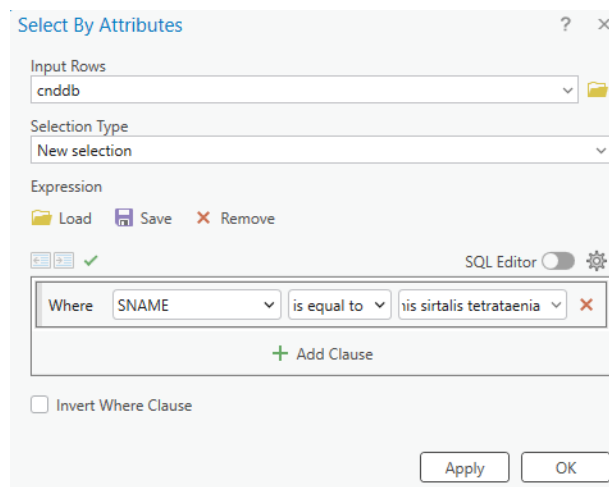 Select By Attributes ? ×
Input Rows
cnddb
Selection Type
New selection
Expression
Load Save Remove
SQL Editor
Where SNAME is equal to sirtalis tetrataenia
Add Clause
Invert Where Clause
Apply OK